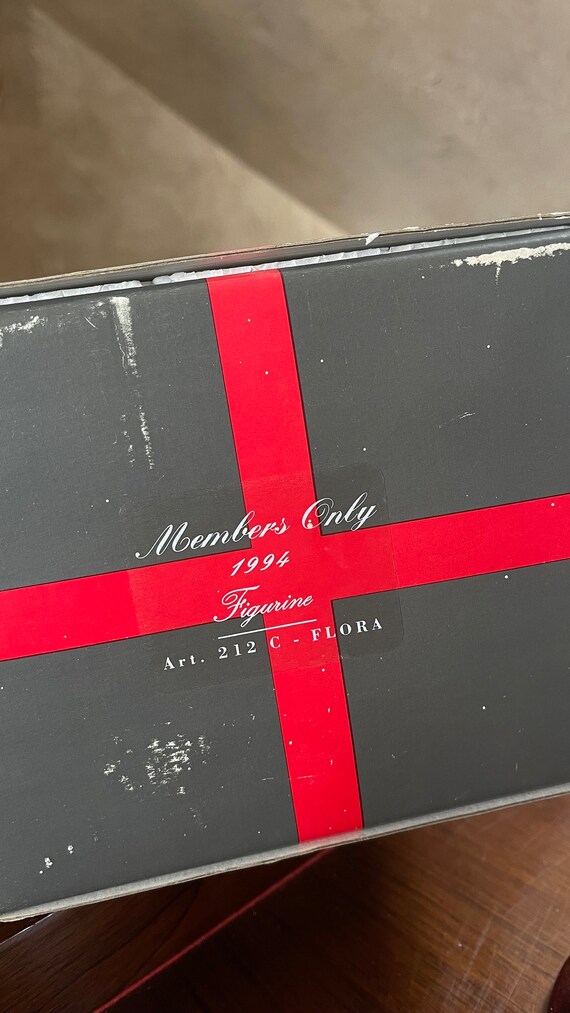 Members Only
1994
Figurine
Art. 212 C - FLORA